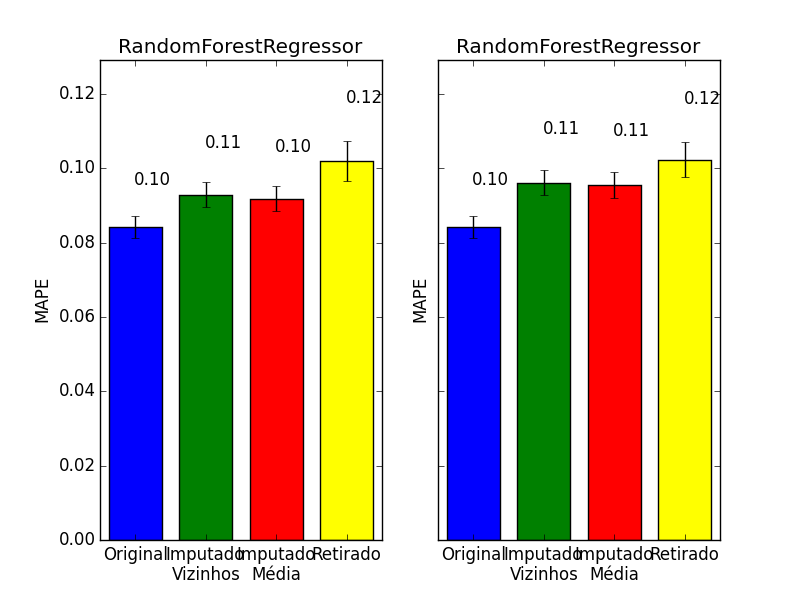 RandomForestRegressor
MAPE
0.12
0.10
0.08
0.06
0.04
0.02
0.00
0.10
0.11
0.10
0.12
Original Imputado Imputado Retirado
Vizinhos Média
RandomForestRegressor
MAPE
0.10
0.11
0.11
0.12
Original Imputado Imputado Retirado
Vizinhos Média